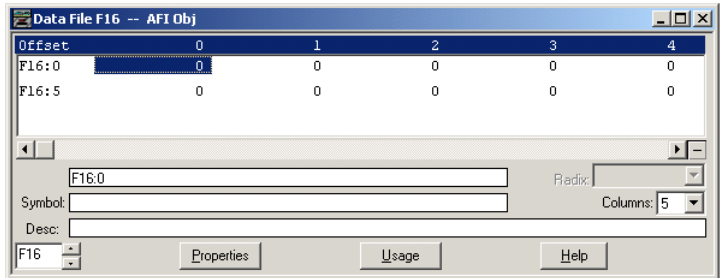 Data File F16 -- AFI Obj
Offset 0 1 2 3 4
F16:0 0 0 0 0 0
F16:5 0 0 0 0 0
F16:0 Radix:
Symbol: Columns: 5
Desc:
F16 Properties Usage Help